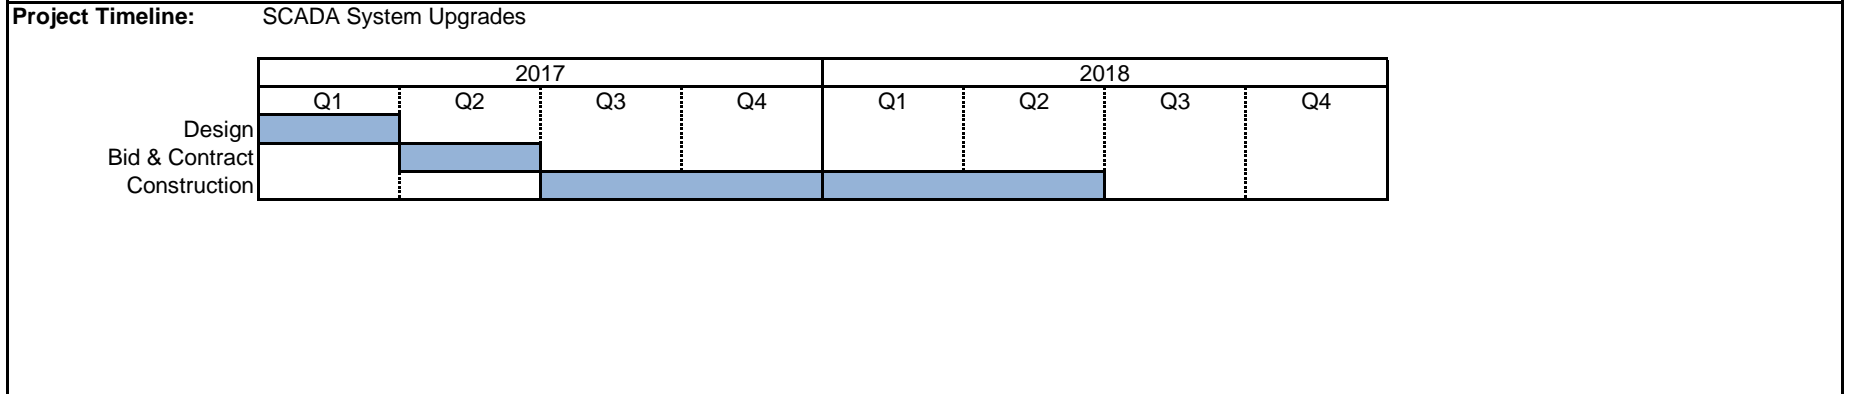 Project Timeline: SCADA System Upgrades
2017 2018
Q1 Q2 Q3 Q4 Q1 Q2 Q3 Q4
Design
Bid & Contract
Construction